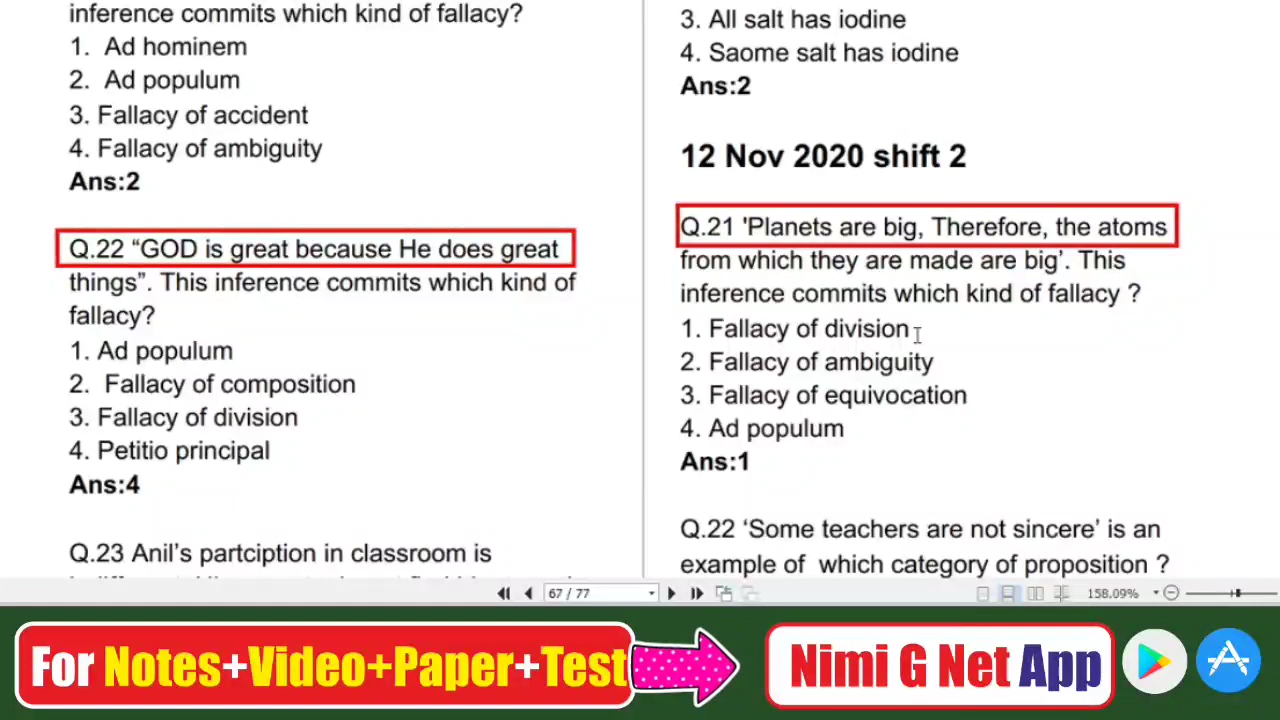 inference commits which kind of fallacy?
1. Ad hominem
2. Ad populum
3. Fallacy of accident
4. Fallacy of ambiguity
Ans:2
Q.22 “GOD is great because He does great
things”. This inference commits which kind of
fallacy?
1. Ad populum
2. Fallacy of composition
3. Fallacy of division
4. Petitio principal
Ans:4
Q.23 Anil’s partciption in classroom is
3. All salt has iodine
4. Saome salt has iodine
Ans:2
12 Nov 2020 shift 2
Q.21 'Planets are big, Therefore, the atoms
from which they are made are big’. This
inference commits which kind of fallacy ?
1. Fallacy of division
2. Fallacy of ambiguity
3. Fallacy of equivocation
4. Ad populum
Ans:1
Q.22 ‘Some teachers are not sincere’ is an
example of which category of proposition ?
67 / 77
158.09%
For Notes+Video+Paper+Test
Nimi G Net App